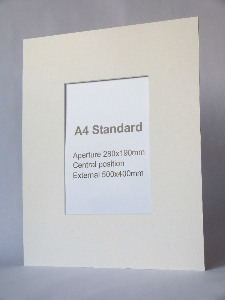 A4 Standard
Aperture 280x190mm
Central position
External 500x400mm